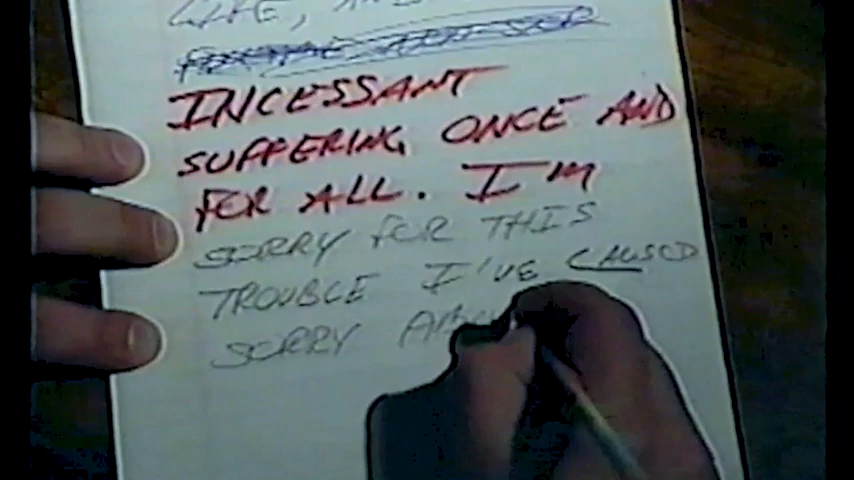 INCESSANT
SUFFERING ONCE AND
FOR ALL. I'M
SORRY FOR THIS
TROUBLE I'VE CAUSED
SORRY